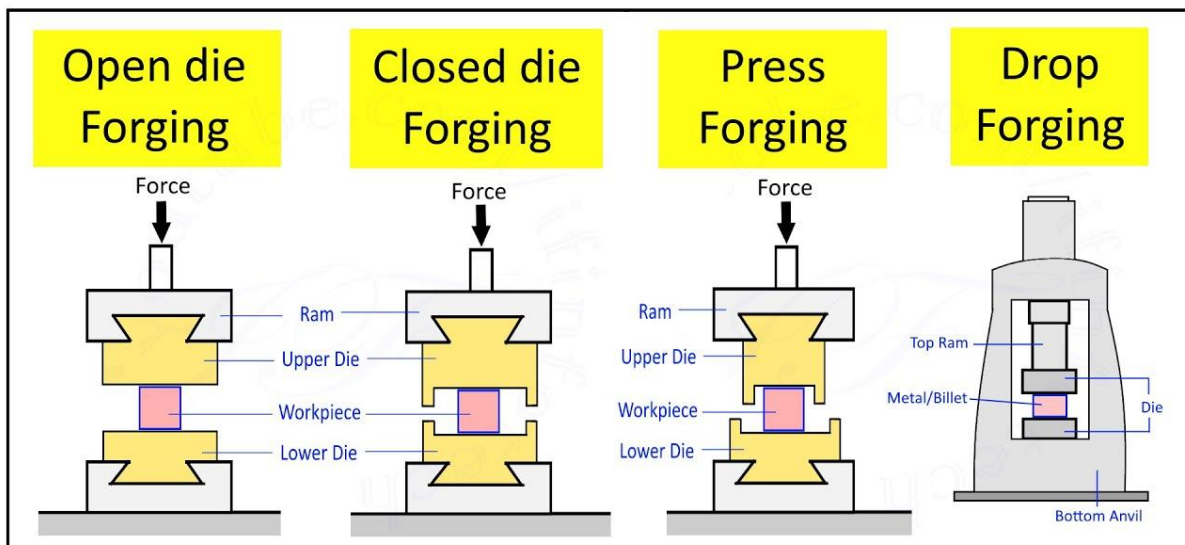 Open die
Forging
Closed die
Forging
Press
Forging
Drop
Forging
Force
Force
Force
Ram
Upper Die
Workpiece
Lower Die
Ram
Upper Die
Workpiece
Lower Die
Top Ram
Metal/Billet
Die
Bottom Anvil